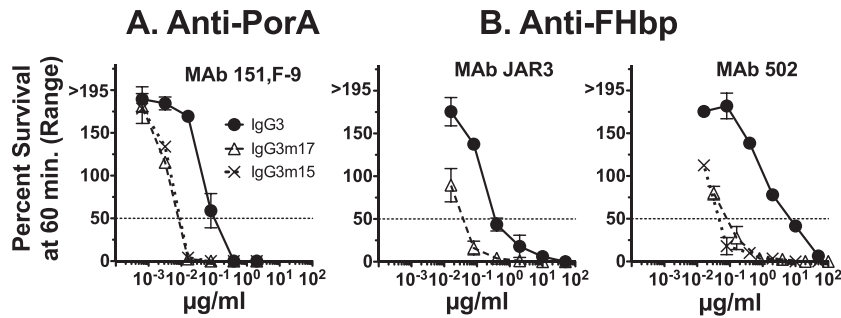 A. Anti-PorA
B. Anti-FHbp
Percent Survival
at 60 min. (Range)
MAb 151,F-9
>195
150
100
50
0
IgG3
IgG3m17
IgG3m15
10-3 10-2 10-1 100 101 102
µg/ml
MAb JAR3
>195
150
100
50
0
10-3 10-2 10-1 100 101 102
µg/ml
MAb 502
>195
150
100
50
0
10-3 10-2 10-1 100 101 102
µg/ml